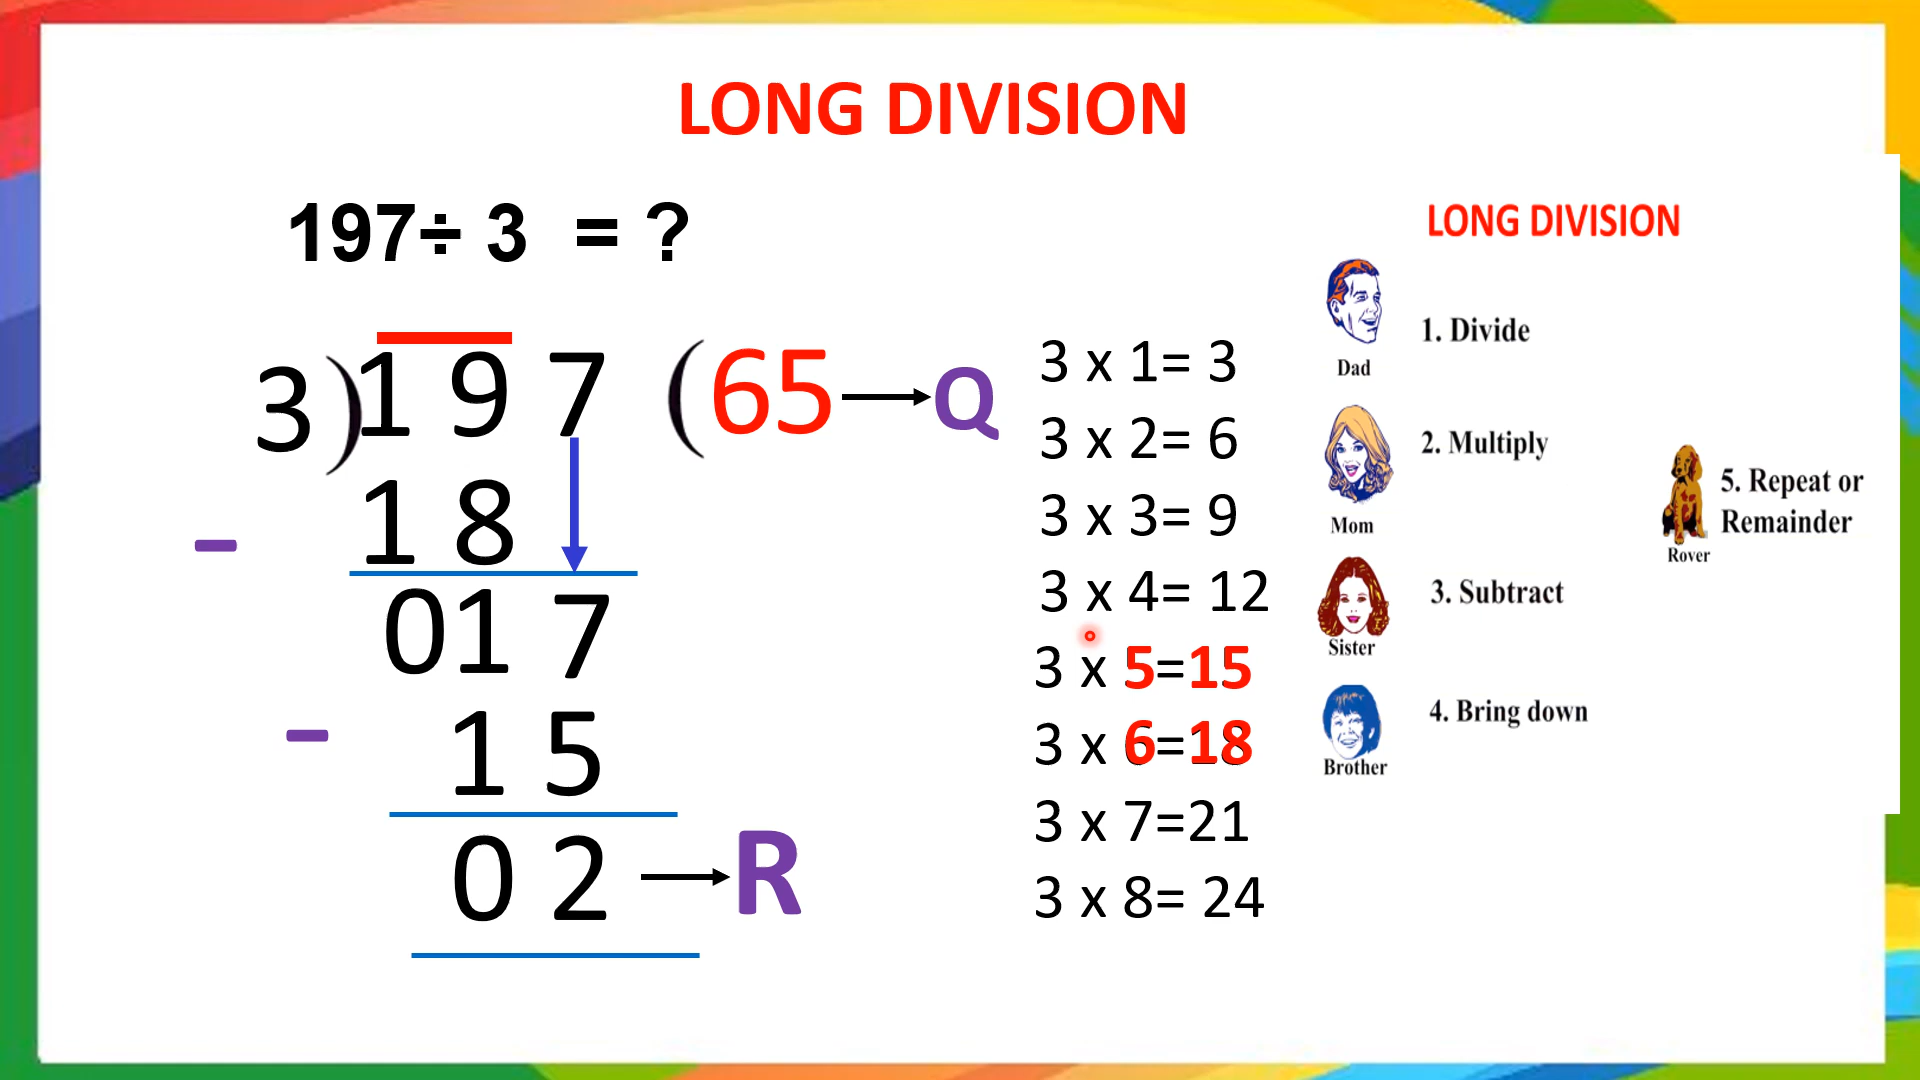 LONG DIVISION
197÷ 3 = ?
3)1 9 7 (65 → Q
- 1 8
017
- 1 5
0 2 → R
3 x 1= 3
3 x 2= 6
3 x 3= 9
3 x 4= 12
3 x 5=15
3 x 6=18
3 x 7=21
3 x 8= 24
LONG DIVISION
1. Divide
Dad
2. Multiply
Mom
3. Subtract
Sister
4. Bring down
Brother
5. Repeat or
Remainder
Rover